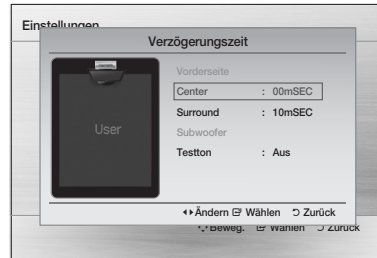 Einstellungen
Verzögerungszeit
User
Vorderseite
Center : 00mSEC
Surround : 10mSEC
Subwoofer
Testton : Aus
Ändern Wählen Zurück
Beweg. Wählen Zurück